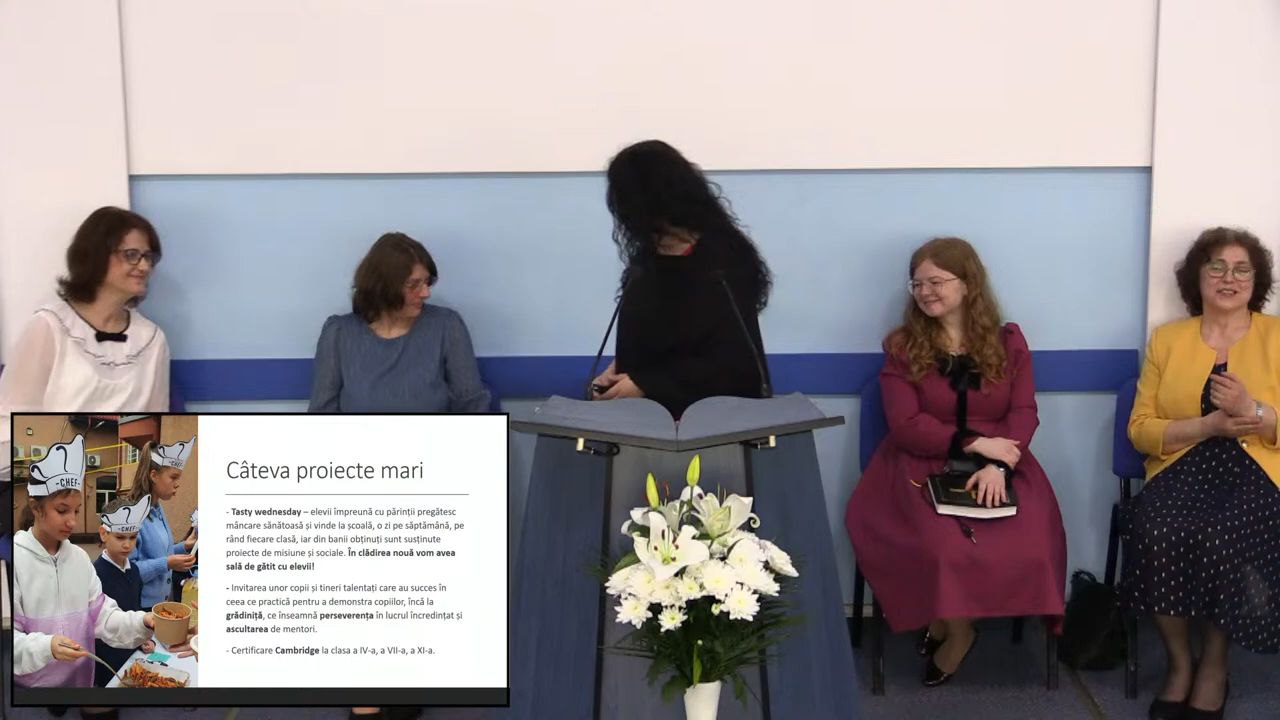 -CHEF-
-CHEF-
-CHEF-
Câteva proiecte mari
- Tasty wednesday – elevii împreună cu părinții pregătesc
mâncare sănătoasă și vinde la școală, o zi pe săptămână, pe
rând fiecare clasă, iar din banii obținuți sunt susținute
proiecte de misiune și sociale. În clădirea nouă vom avea
sală de gătit cu elevii!
- Invitarea unor copii și tineri talentați care au succes în
ceea ce practică pentru a demonstra copiilor, încă la
grădiniță, ce înseamnă perseverența în lucrul încredințat și
ascultarea de mentori.
- Certificare Cambridge la clasa a IV-a, a VII-a, a XI-a.